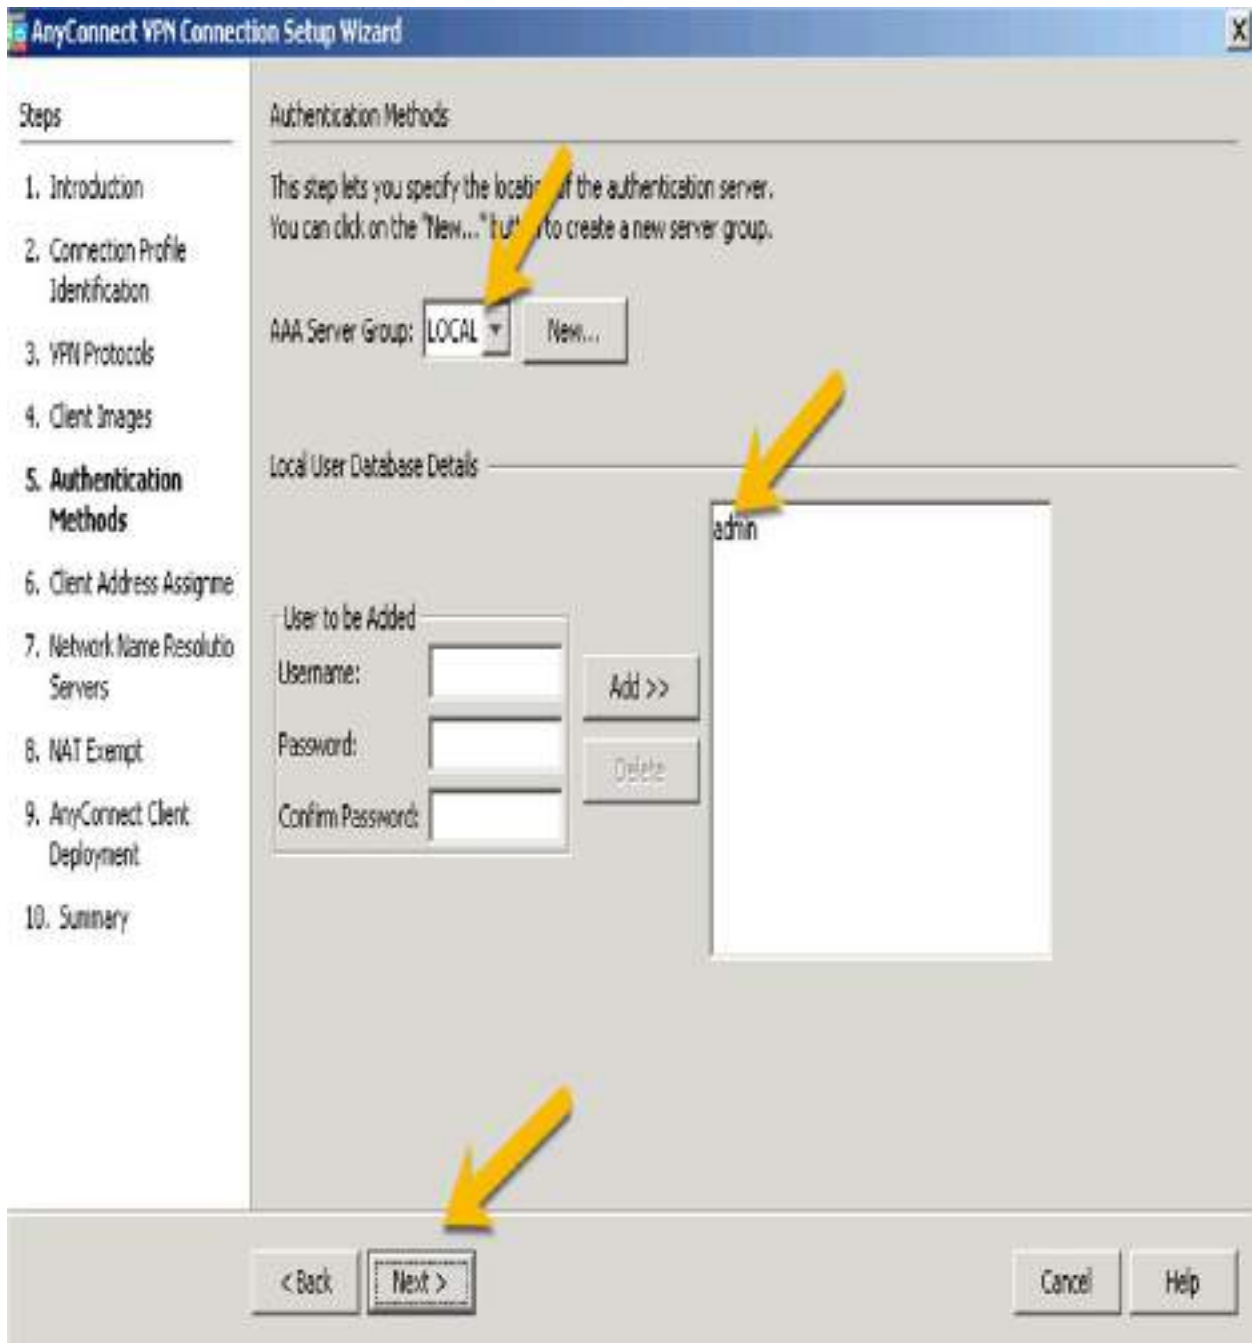 AnyConnect VPN Connection Setup Wizard
Steps
1. Introduction
2. Connection Profile
Identification
3. VPN Protocols
4. Client Images
5. Authentication
Methods
6. Client Address Assignme
7. Network Name Resolutio
Servers
8. NAT Exempt
9. AnyConnect Client
Deployment
10. Summary
Authentication Methods
This step lets you specify the location of the authentication server.
You can click on the "New..." button to create a new server group.
AAA Server Group: LOCAL New...
Local User Database Details
admin
User to be Added
Username:
Password:
Confirm Password:
Add >>
Delete
< Back Next > Cancel Help